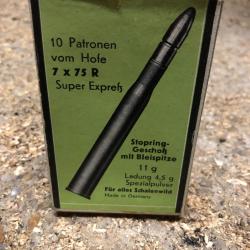 10 Patronen
vom Hofe
7 x 75 R
Super Expreß
Stopring-
Geschoß
mit Bleispitze
11 g
Ladung 4,5 g
Spezialpulver
Für alles Schalenwild
Made in Germany